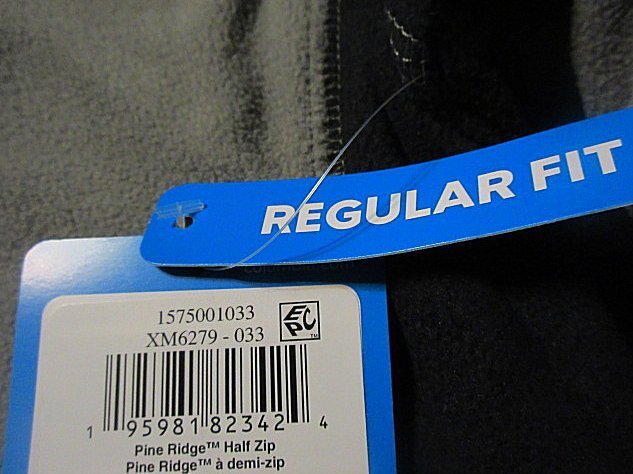 REGULAR FIT
1575001033
XM6279 - 033
EPC
1 95981 82342 4
Pine Ridge™ Half Zip
Pine Ridge™ à demi-zip